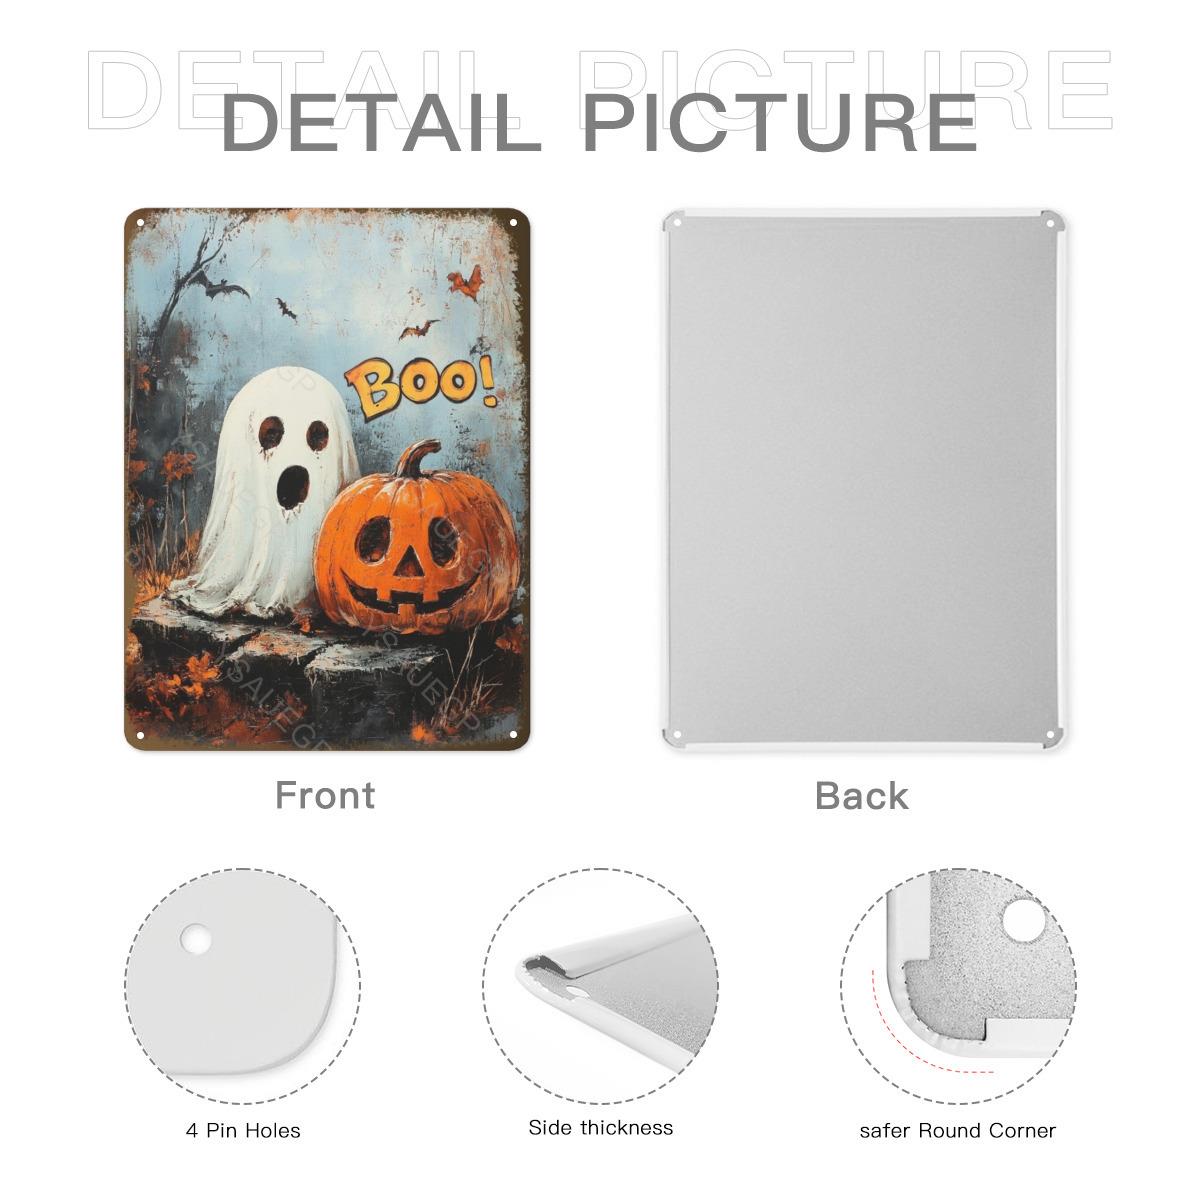 DETAIL PICTURE
DETAIL PICTURE
BOO!
Front
Back
4 Pin Holes
Side thickness
safer Round Corner